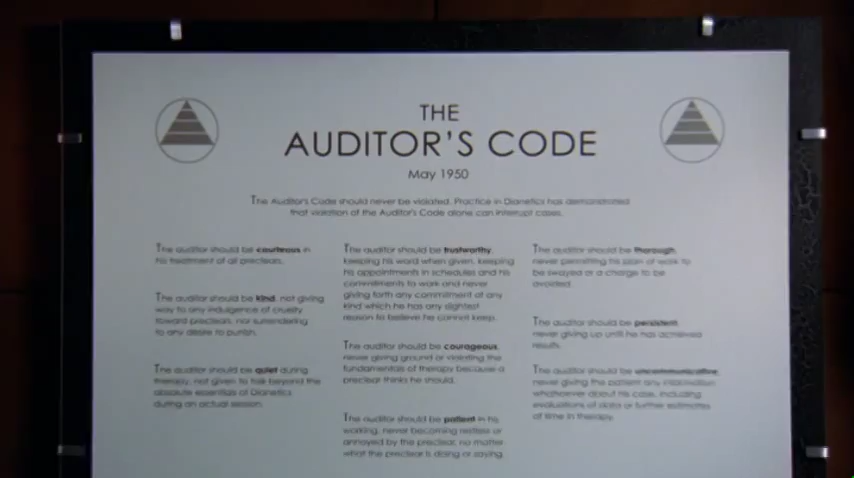 THE
AUDITOR'S CODE
May 1950
The Auditor's Code should never be violated. Practice in Dianetics has demonstrated
that violation of the Auditor's Code alone can interrupt cases.
The auditor should be courteous in
his treatment of all preclears.
The auditor should be kind, not giving
way to any indulgence of cruelty
toward preclears, nor surrendering
to any desire to punish.
The auditor should be quiet during
therapy, not given to talk beyond the
absolute essentials of Dianetics
during an actual session.
The auditor should be trustworthy,
keeping his word when given, keeping
his appointments in schedules and his
commitments to work and never
giving forth any commitment of any
kind which he has any slightest
reason to believe he cannot keep.
The auditor should be courageous,
never giving ground or violating the
fundamentals of therapy because a
preclear thinks he should.
The auditor should be patient in his
working, never becoming restless or
annoyed by the preclear, no matter
what the preclear is doing or saying.
The auditor should be thorough,
never permitting his plan of work to
be swayed or a charge to be
avoided.
The auditor should be persistent,
never giving up until he has achieved
results.
The auditor should be uncommunicative,
never giving the patient any information
whatsoever about his case, including
evaluations of data or further estimates
of time in therapy.